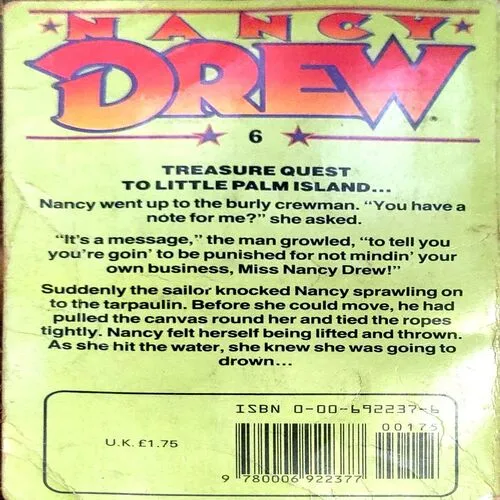 NANCY
DREW
6
TREASURE QUEST
TO LITTLE PALM ISLAND...
Nancy went up to the burly crewman. "You have a
note for me?" she asked.
"It's a message," the man growled, "to tell you
you're goin' to be punished for not mindin' your
own business, Miss Nancy Drew!"
Suddenly the sailor knocked Nancy sprawling on
to the tarpaulin. Before she could move, he had
pulled the canvas round her and tied the ropes
tightly. Nancy felt herself being lifted and thrown.
As she hit the water, she knew she was going to
drown...
ISBN 0-00-692237-6
00175
U.K. £1.75
9 780006 922377